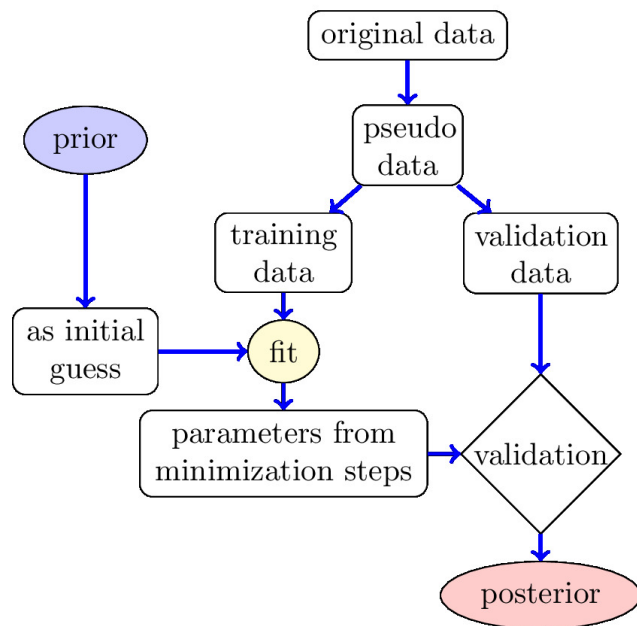 original data
prior
pseudo
data
training
data
validation
data
as initial
guess
fit
parameters from
minimization steps
validation
posterior